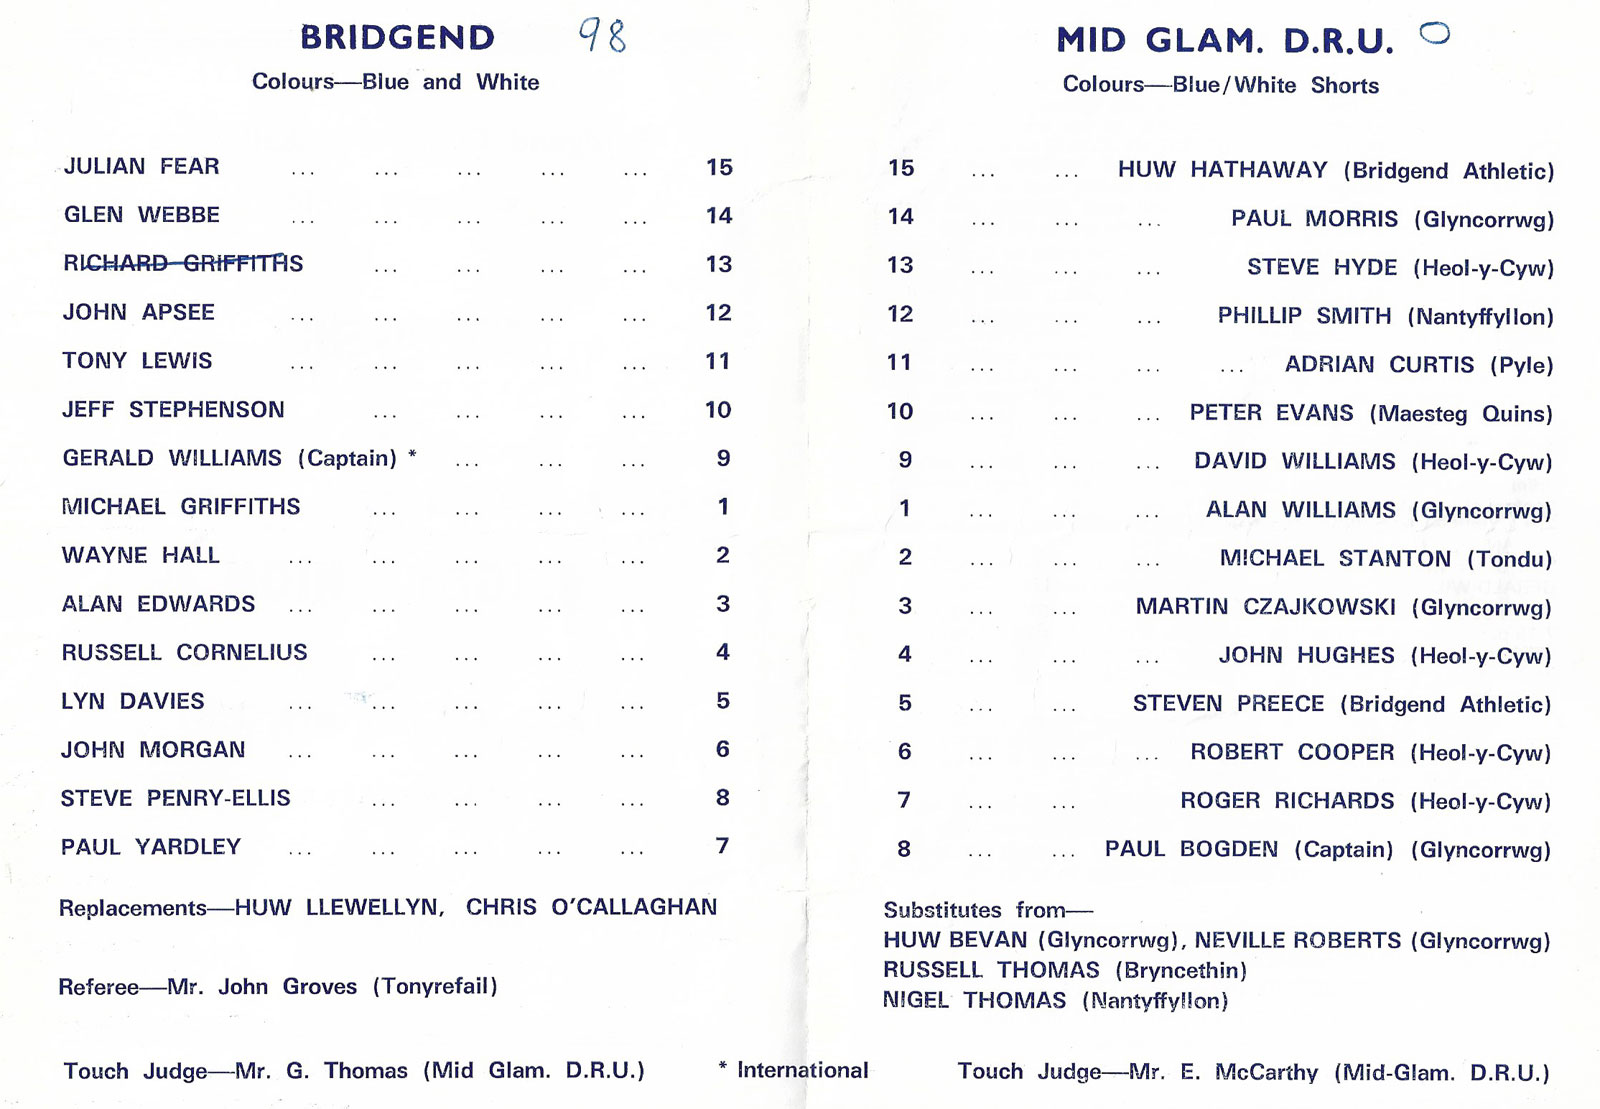 BRIDGEND 98
Colours—Blue and White
JULIAN FEAR ... ... ... ... ... 15
GLEN WEBBE ... ... ... ... ... 14
RICHARD GRIFFITHS ... ... ... ... 13
JOHN APSEE ... ... ... ... ... 12
TONY LEWIS ... ... ... ... ... 11
JEFF STEPHENSON ... ... ... ... 10
GERALD WILLIAMS (Captain) * ... ... ... 9
MICHAEL GRIFFITHS ... ... ... ... 1
WAYNE HALL ... ... ... ... ... 2
ALAN EDWARDS ... ... ... ... ... 3
RUSSELL CORNELIUS ... ... ... ... 4
LYN DAVIES ... ... ... ... ... 5
JOHN MORGAN ... ... ... ... ... 6
STEVE PENRY-ELLIS ... ... ... ... 8
PAUL YARDLEY ... ... ... ... ... 7
Replacements—HUW LLEWELLYN, CHRIS O'CALLAGHAN
Referee—Mr. John Groves (Tonyrefail)
Touch Judge—Mr. G. Thomas (Mid Glam. D.R.U.)
* International
MID GLAM. D.R.U. 0
Colours—Blue/White Shorts
15 ... ... HUW HATHAWAY (Bridgend Athletic)
14 ... ... ... PAUL MORRIS (Glyncorrwg)
13 ... ... ... STEVE HYDE (Heol-y-Cyw)
12 ... ... ... PHILLIP SMITH (Nantyffyllon)
11 ... ... ... ... ADRIAN CURTIS (Pyle)
10 ... ... ... PETER EVANS (Maesteg Quins)
9 ... ... ... DAVID WILLIAMS (Heol-y-Cyw)
1 ... ... ... ALAN WILLIAMS (Glyncorrwg)
2 ... ... ... MICHAEL STANTON (Tondu)
3 ... ... MARTIN CZAJKOWSKI (Glyncorrwg)
4 ... ... ... JOHN HUGHES (Heol-y-Cyw)
5 ... ... STEVEN PREECE (Bridgend Athletic)
6 ... ... ... ROBERT COOPER (Heol-y-Cyw)
7 ... ... ROGER RICHARDS (Heol-y-Cyw)
8 ... ... PAUL BOGDEN (Captain) (Glyncorrwg)
Substitutes from—
HUW BEVAN (Glyncorrwg), NEVILLE ROBERTS (Glyncorrwg)
RUSSELL THOMAS (Bryncethin)
NIGEL THOMAS (Nantyffyllon)
Touch Judge—Mr. E. McCarthy (Mid-Glam. D.R.U.)